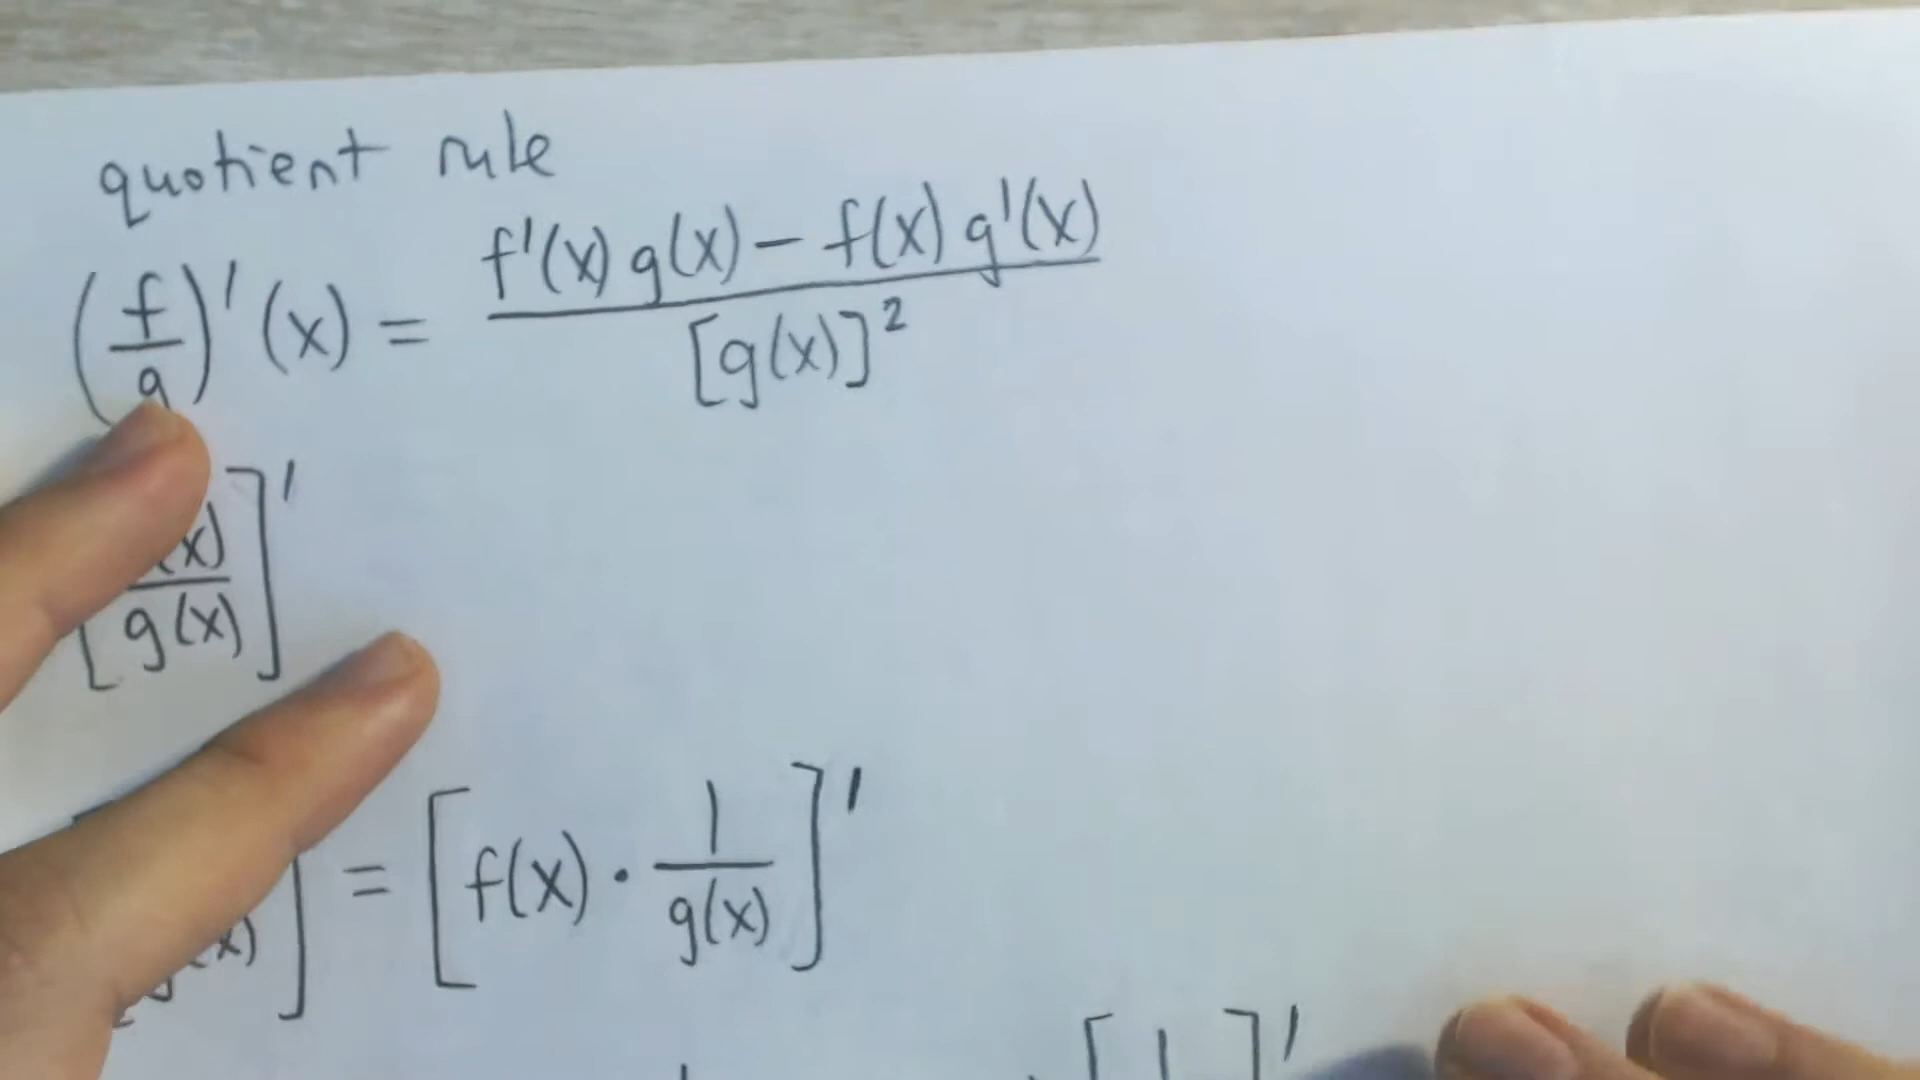 quotient rule
(f/g)'(x) = f'(x) g(x) - f(x) g'(x) / [g(x)]²
(x) / g(x)]'
x)] = [f(x) · 1/g(x)]'
[1]'